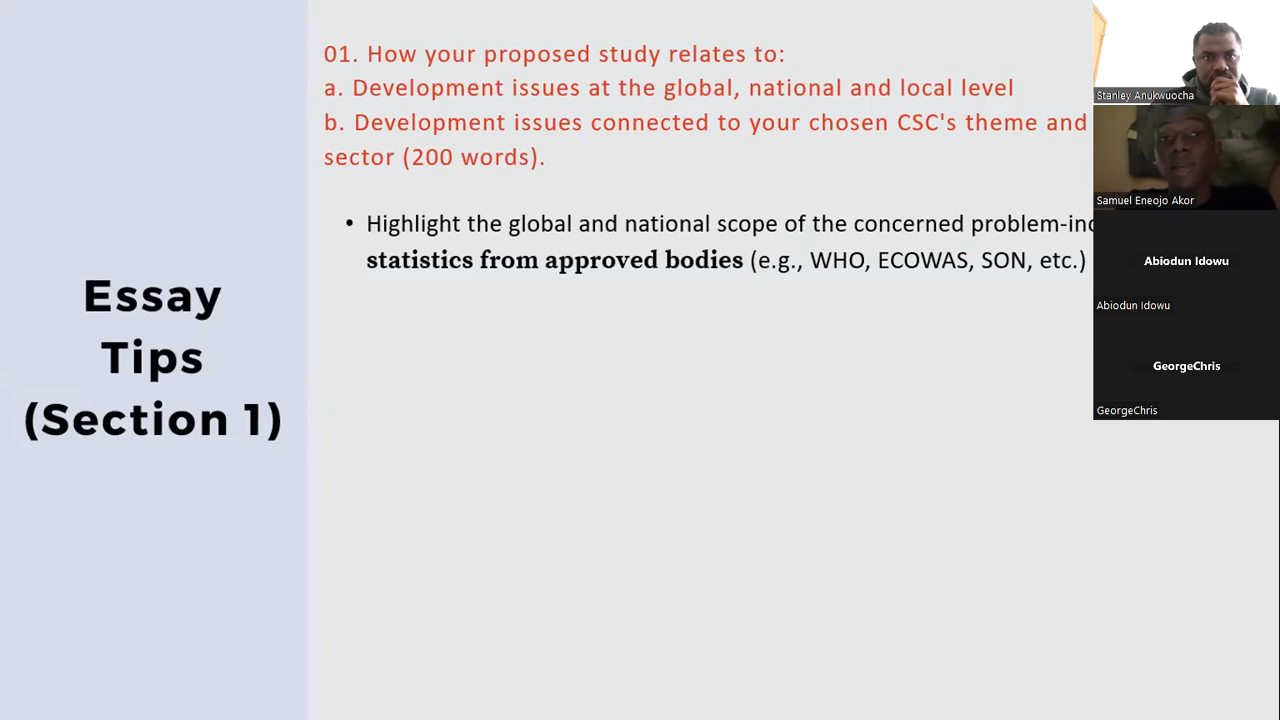 Essay
Tips
(Section 1)
01. How your proposed study relates to:
a. Development issues at the global, national and local level
b. Development issues connected to your chosen CSC's theme and
sector (200 words).
• Highlight the global and national scope of the concerned
statistics from approved bodies (e.g., WHO, ECOWAS, SON, etc.)
Stanley Anukwuocha
Samuel Eneojo Akor
Abiodun Idowu
Abiodun Idowu
GeorgeChris
GeorgeChris